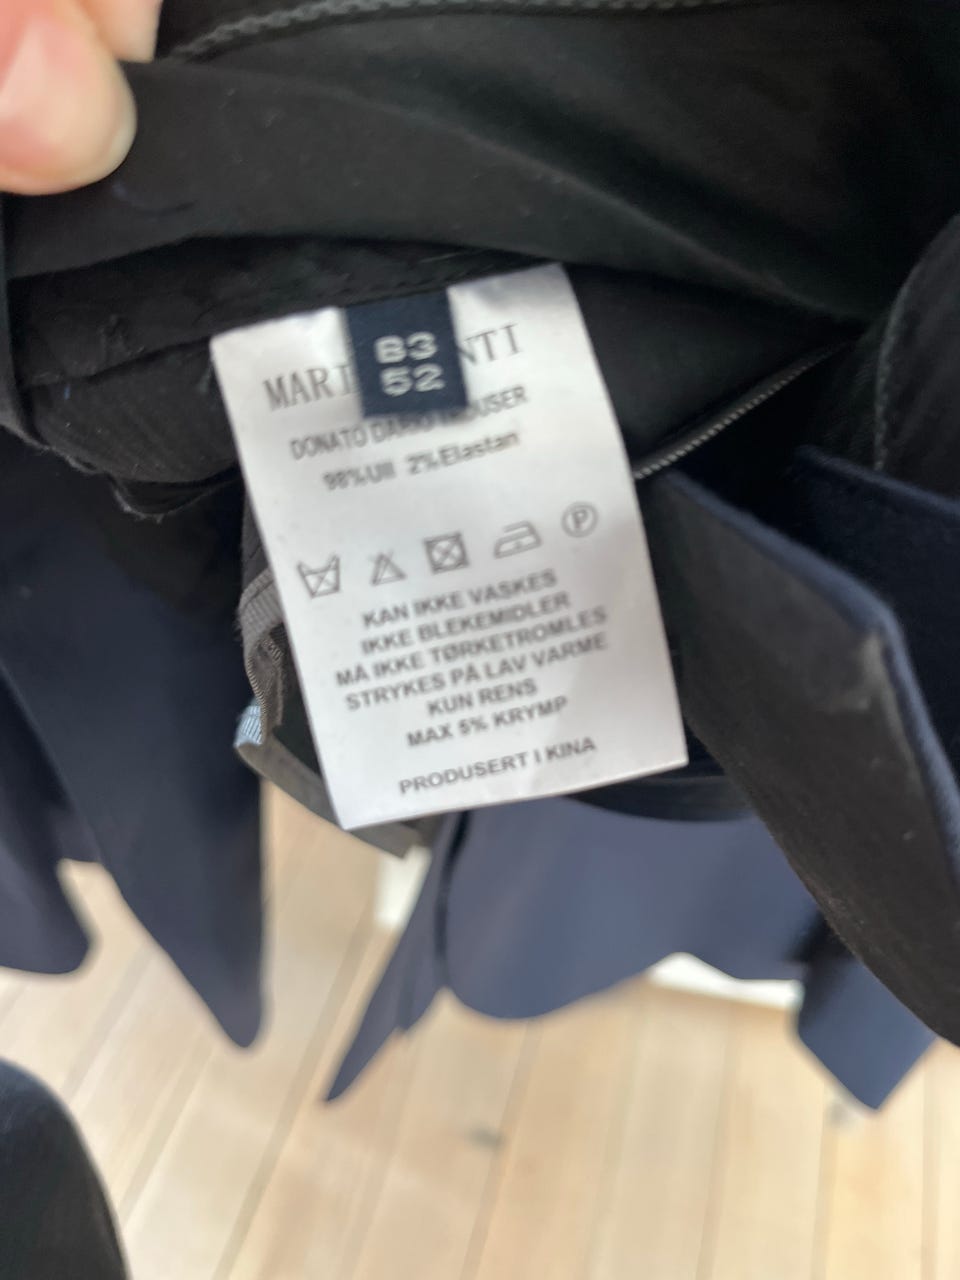 B3
52
DONATO
98%Ull 2%Elastan
P
KAN IKKE VASKES
IKKE BLEKEMIDLER
MÅ IKKE TØRKETROMLES
STRYKES PÅ LAV VARME
KUN RENS
MAX 5% KRYMP
PRODUSERT I KINA